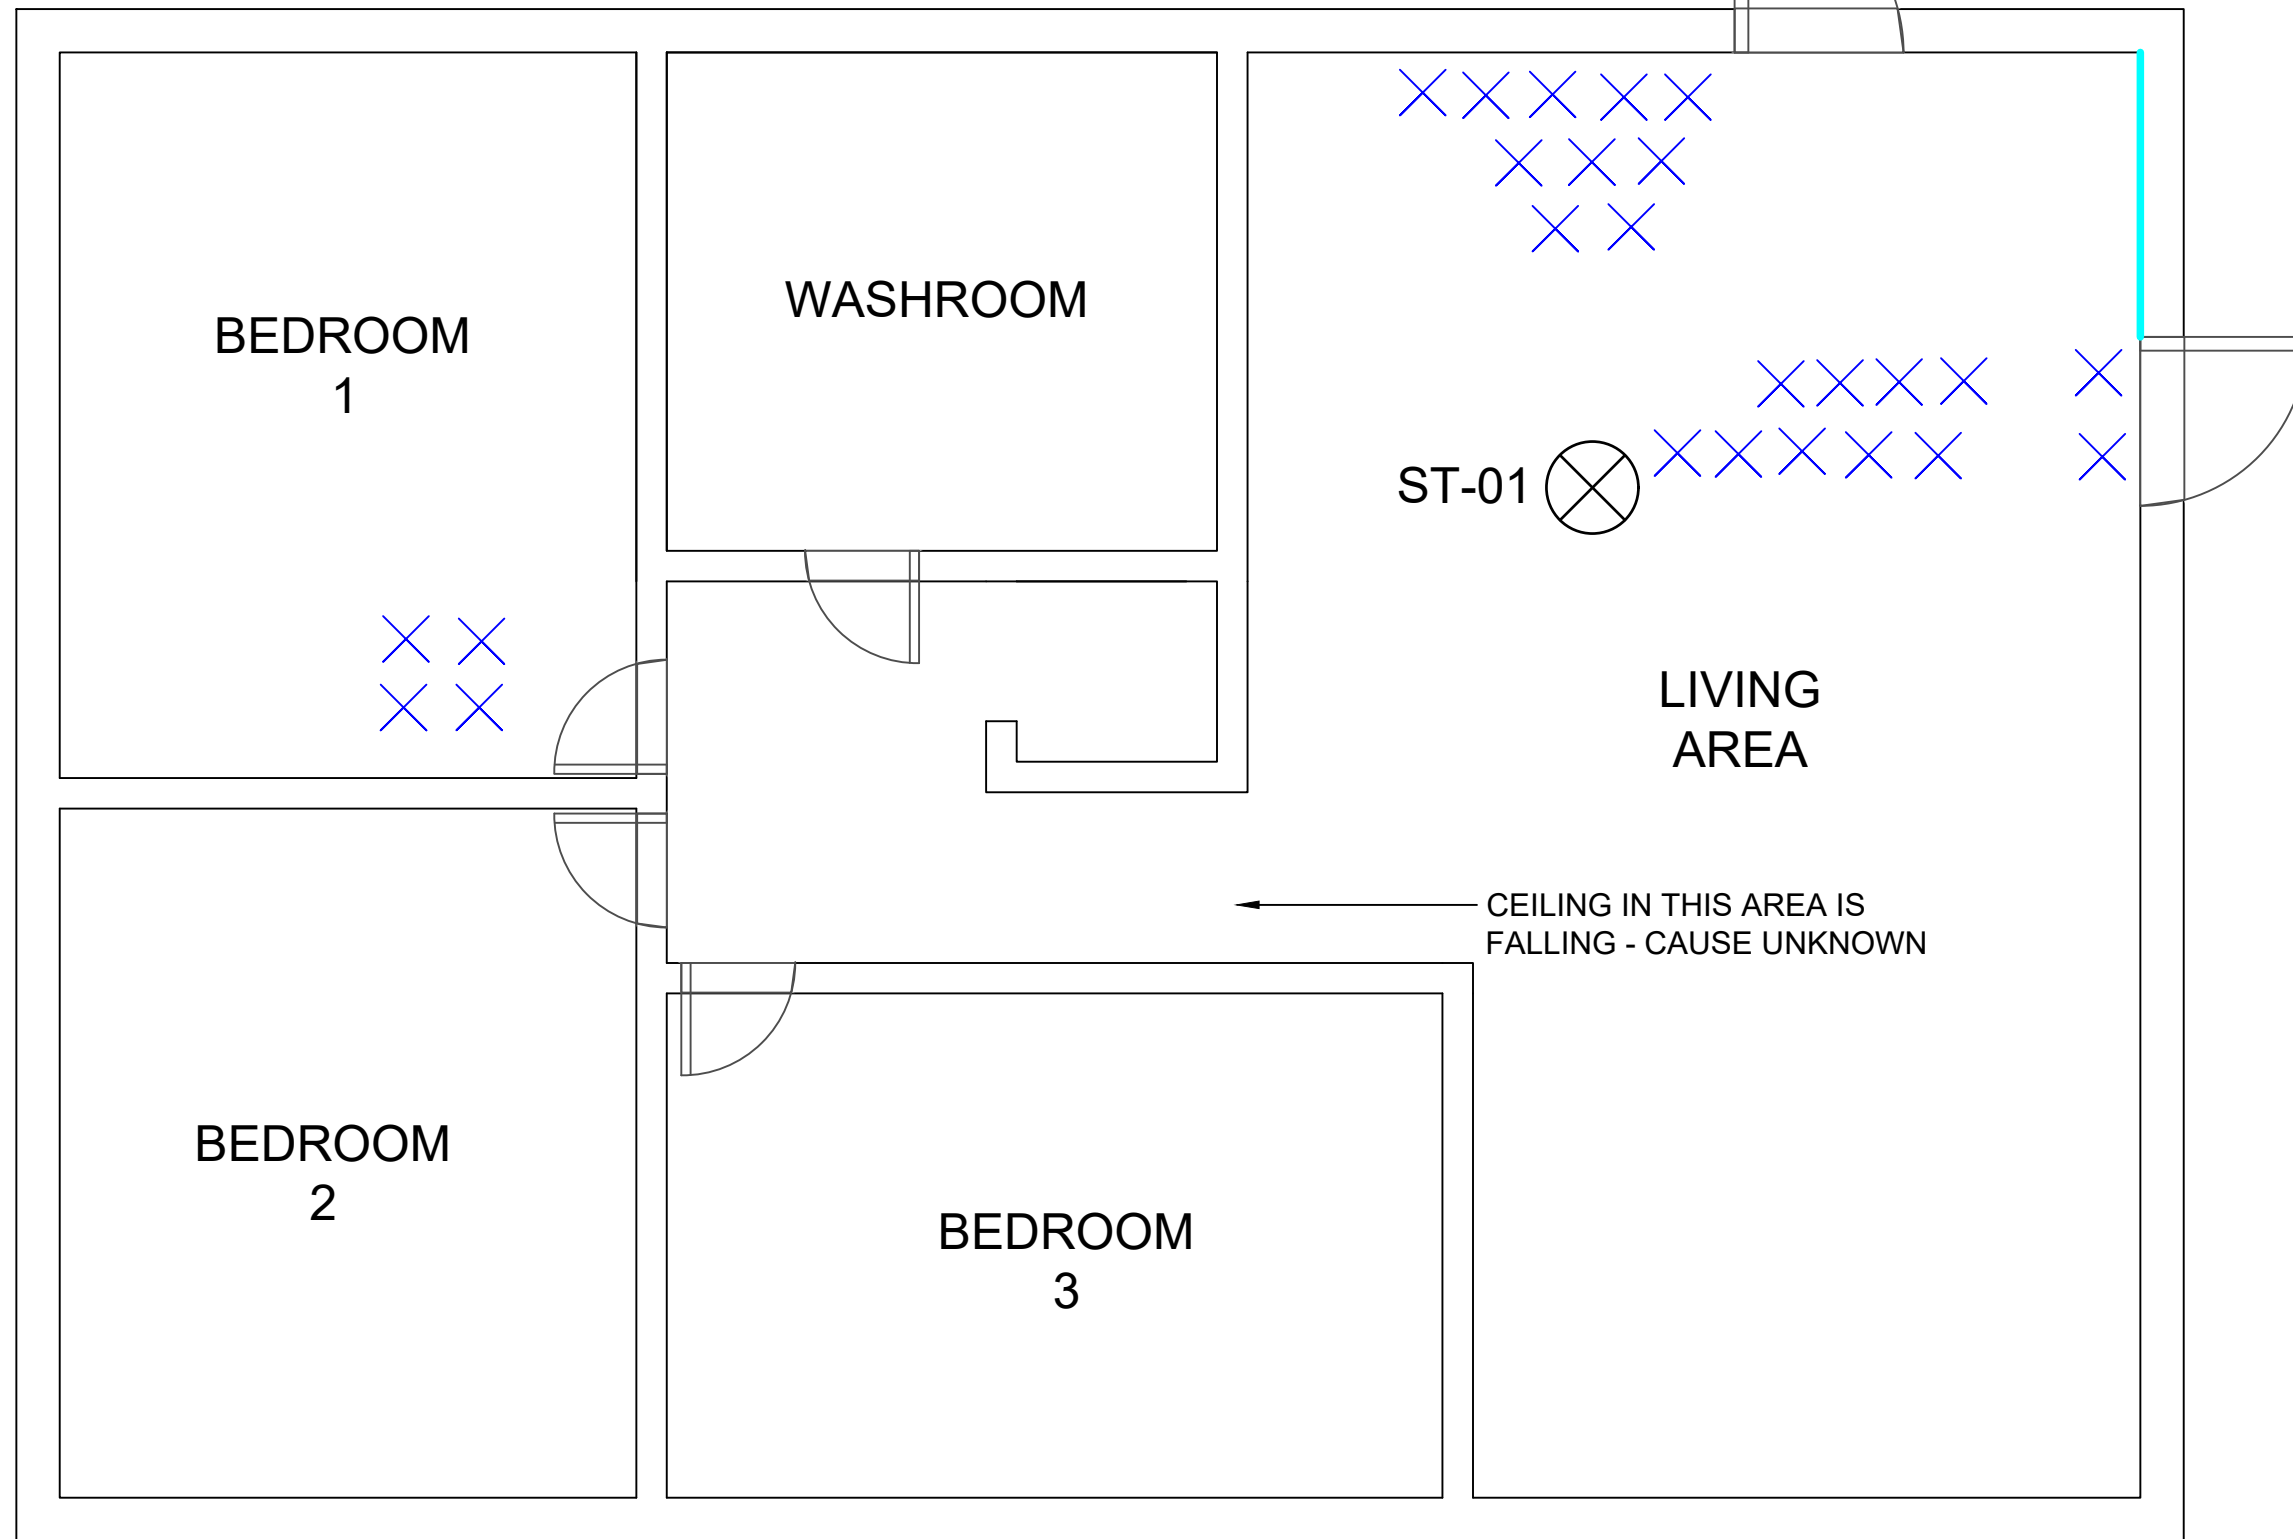 WASHROOM
BEDROOM
1
ST-01
LIVING
AREA
CEILING IN THIS AREA IS
FALLING - CAUSE UNKNOWN
BEDROOM
2
BEDROOM
3